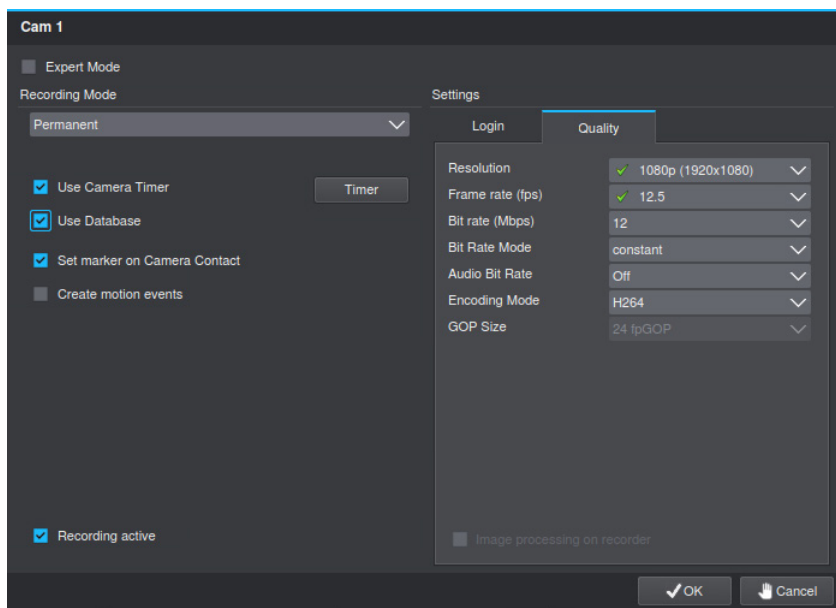 Cam 1
Expert Mode
Recording Mode
Permanent
Use Camera Timer
Timer
Use Database
Set marker on Camera Contact
Create motion events
Recording active
Settings
Login
Quality
Resolution
1080p (1920x1080)
Frame rate (fps)
12.5
Bit rate (Mbps)
12
Bit Rate Mode
constant
Audio Bit Rate
Off
Encoding Mode
H264
GOP Size
24 fpGOP
Image processing on recorder
OK
Cancel